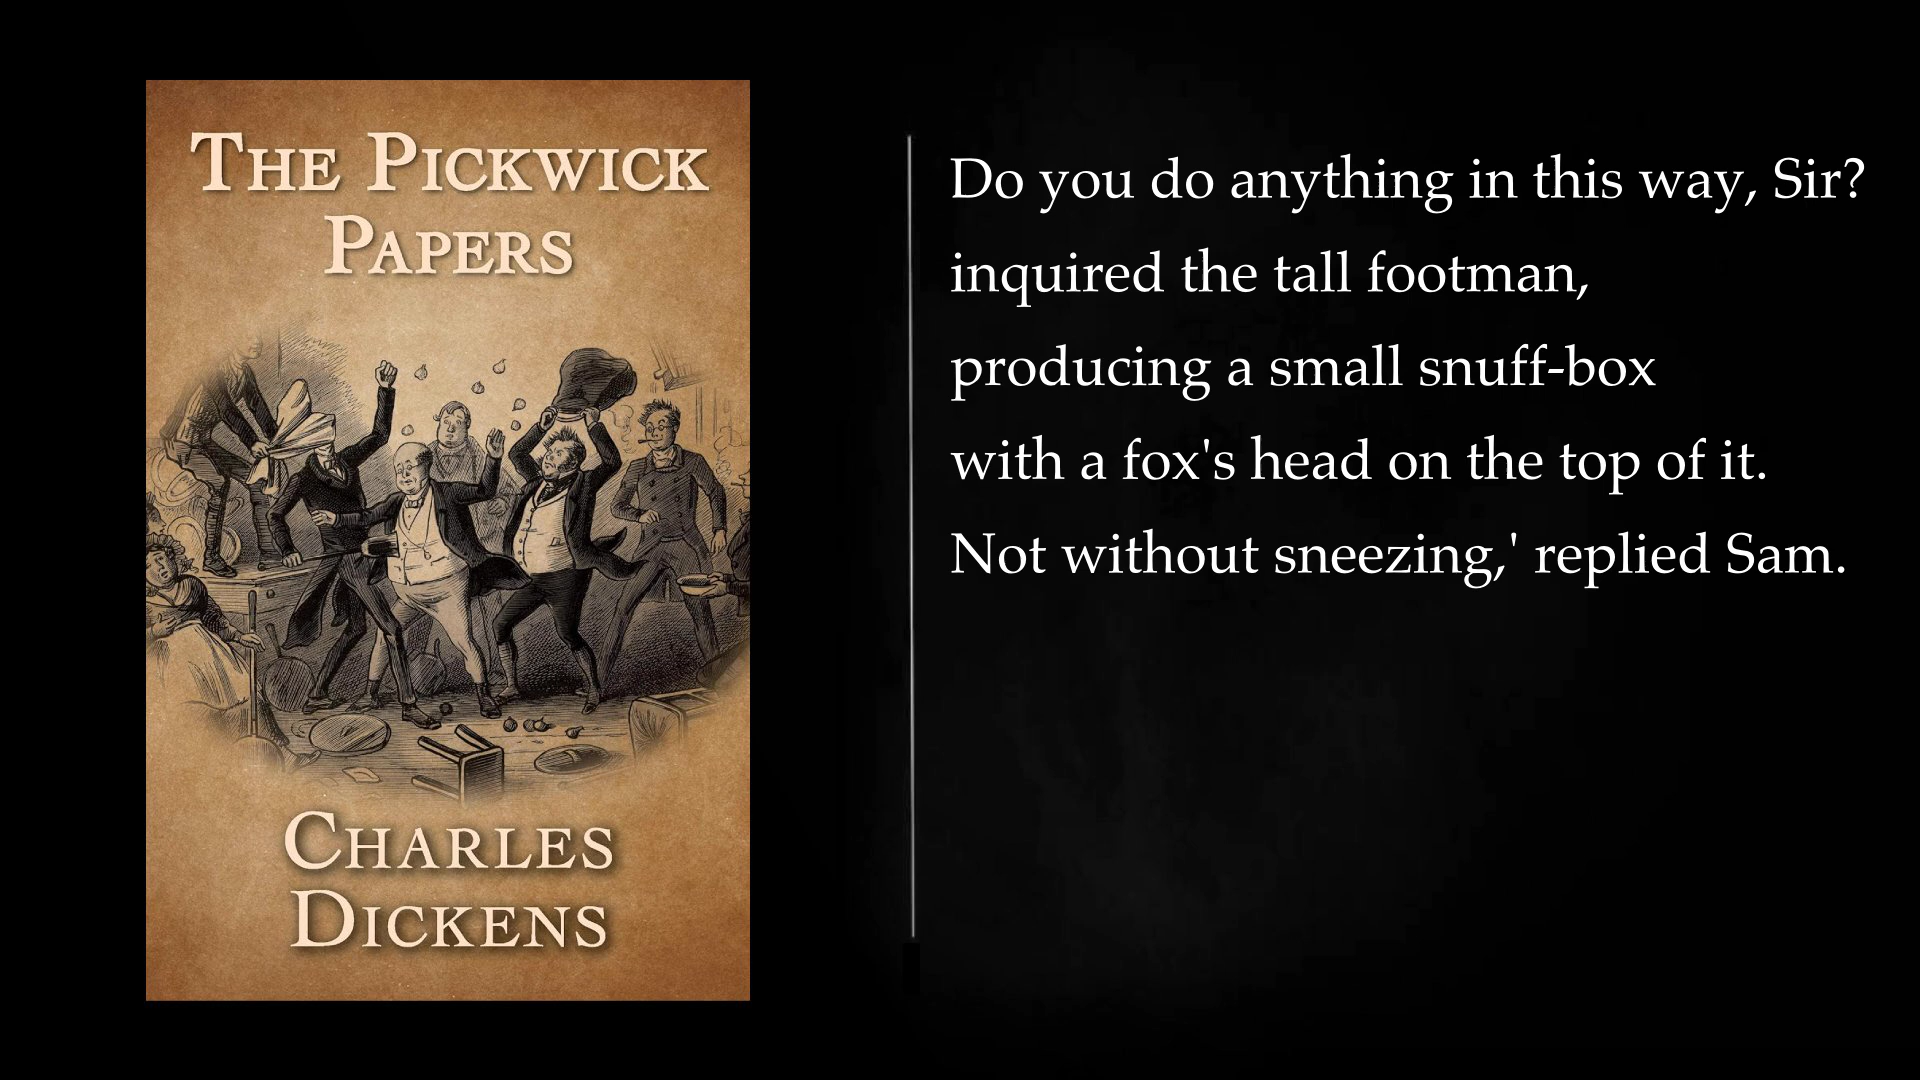 THE PICKWICK
PAPERS
CHARLES
DICKENS
Do you do anything in this way, Sir?
inquired the tall footman,
producing a small snuff-box
with a fox's head on the top of it.
Not without sneezing,' replied Sam.